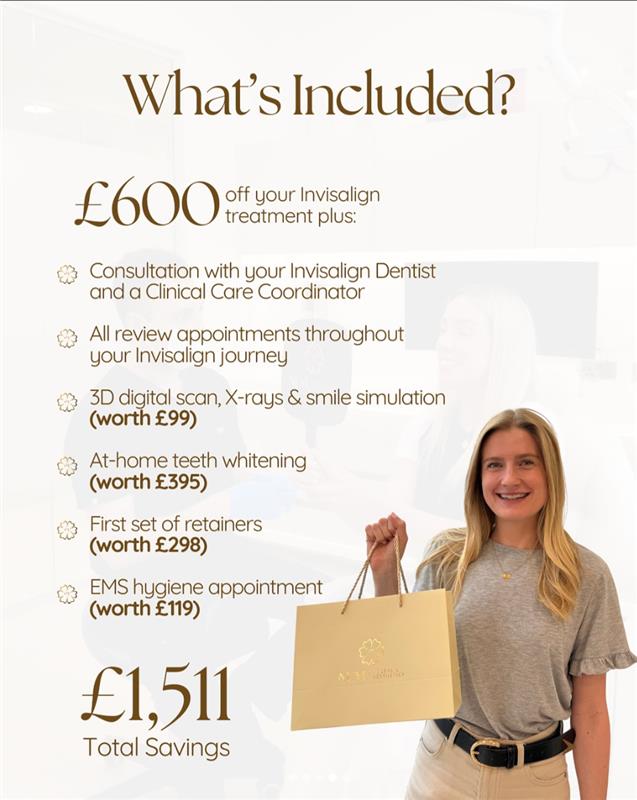 What's Included?
£600 off your Invisalign
treatment plus:
Consultation with your Invisalign Dentist
and a Clinical Care Coordinator
All review appointments throughout
your Invisalign journey
3D digital scan, X-rays & smile simulation
(worth £99)
At-home teeth whitening
(worth £395)
First set of retainers
(worth £298)
EMS hygiene appointment
(worth £119)
£1,511
Total Savings